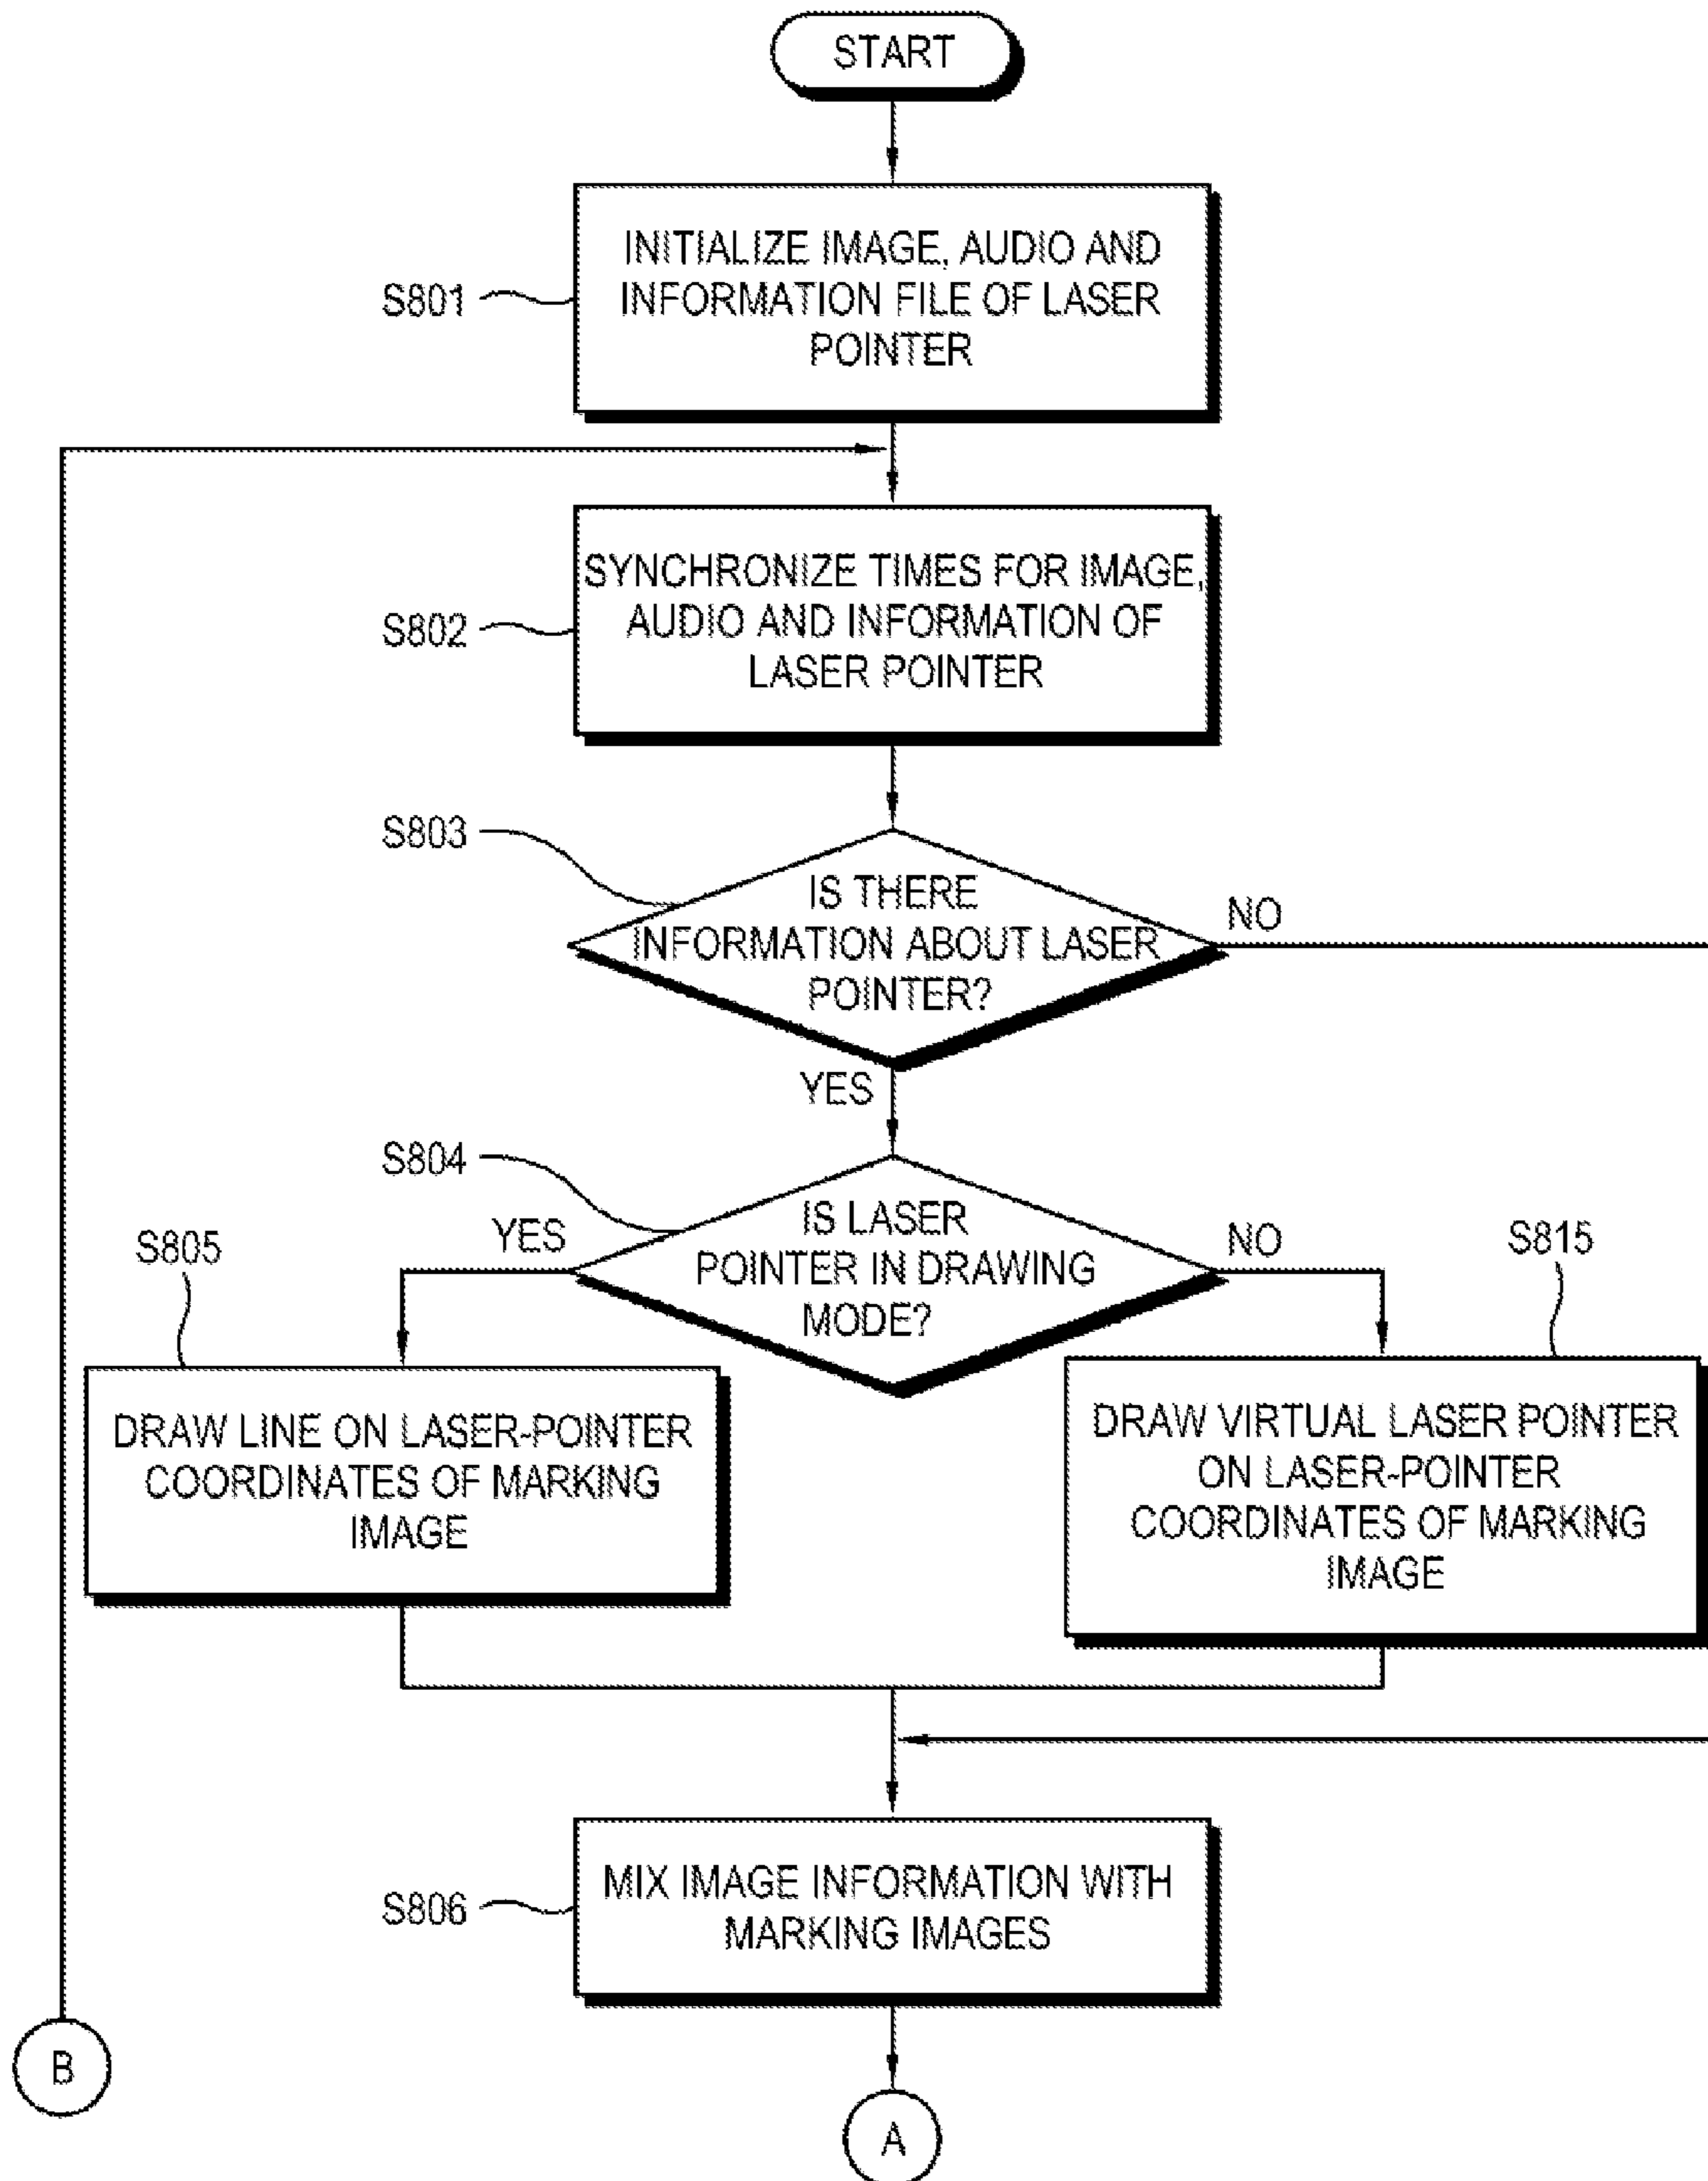 START
INITIALIZE IMAGE, AUDIO AND
INFORMATION FILE OF LASER
POINTER
S801
SYNCHRONIZE TIMES FOR IMAGE,
AUDIO AND INFORMATION OF
LASER POINTER
S802
S803
IS THERE
INFORMATION ABOUT LASER
POINTER?
NO
YES
S804
IS LASER
POINTER IN DRAWING
MODE?
YES
NO
S805
S815
DRAW LINE ON LASER-POINTER
COORDINATES OF MARKING
IMAGE
DRAW VIRTUAL LASER POINTER
ON LASER-POINTER
COORDINATES OF MARKING
IMAGE
S806
MIX IMAGE INFORMATION WITH
MARKING IMAGES
B
A